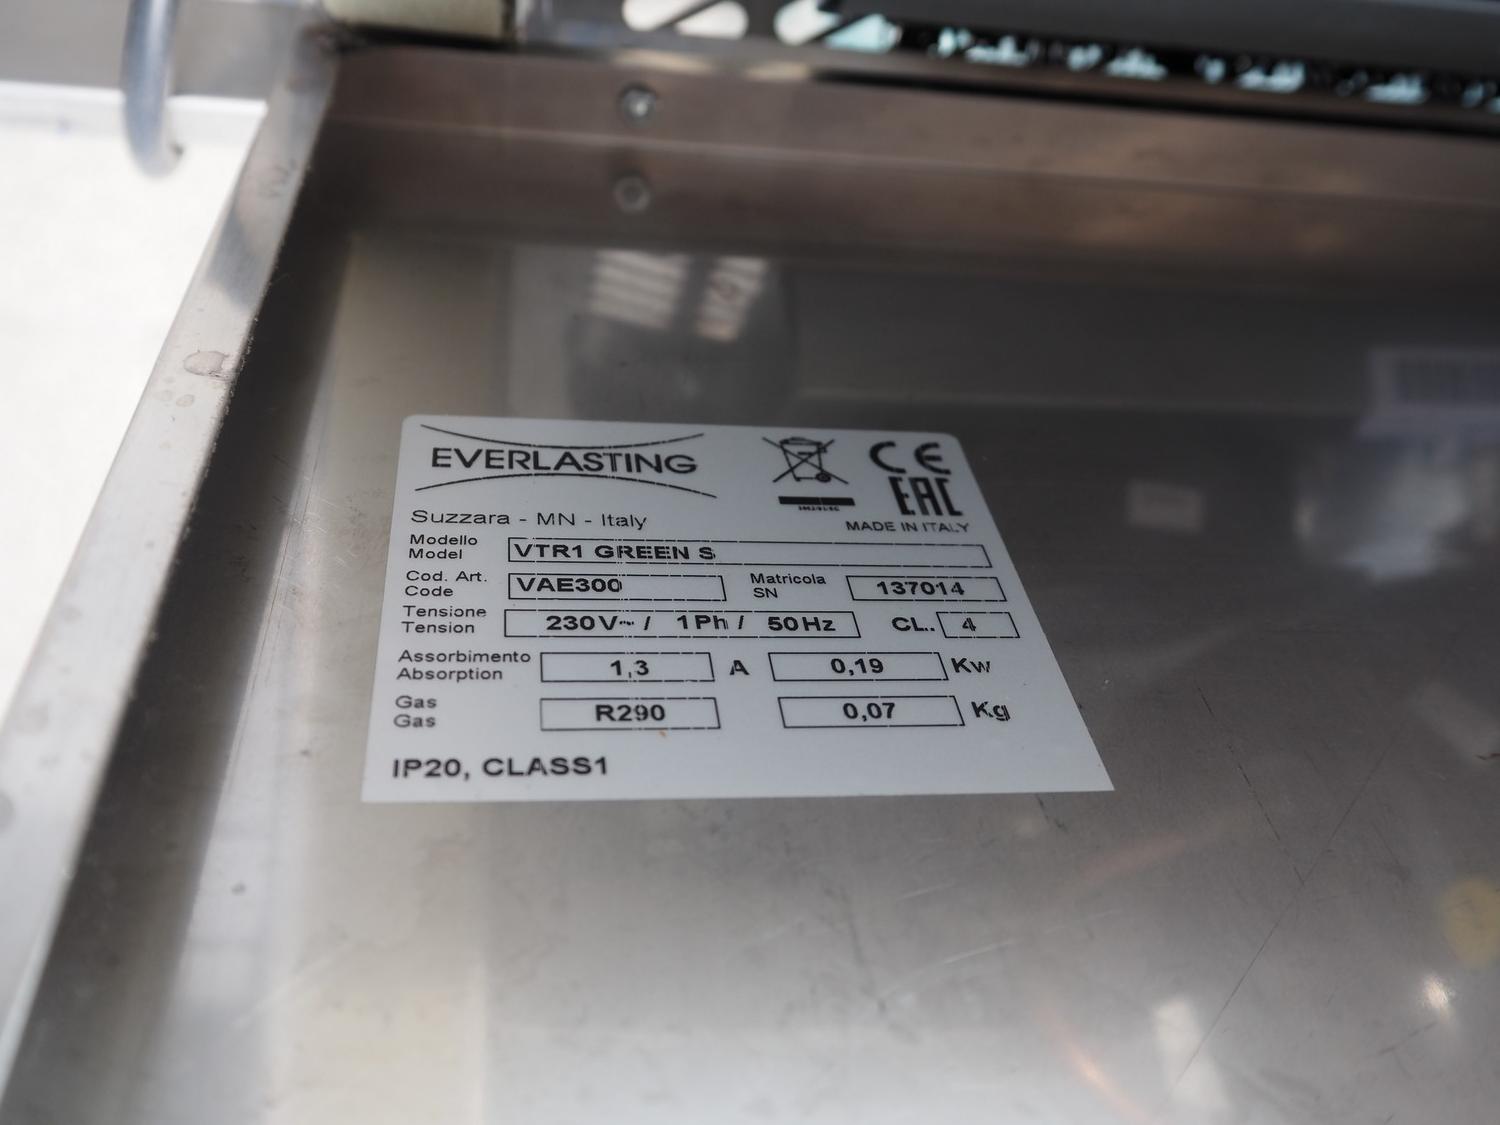 EVERLASTING
CE
EAC
Suzzara - MN - Italy
MADE IN ITALY
Modello
Model
VTR1 GREEN S
Cod. Art.
Code
VAE300
Matricola
SN
137014
Tensione
Tension
230V~ / 1Ph / 50Hz
CL.. 4
Assorbimento
Absorption
1,3 A
0,19 Kw
Gas
Gas
R290
0,07 Kg
IP20, CLASS1